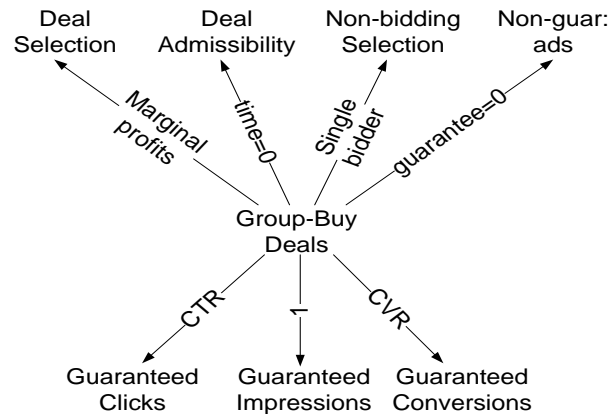 Deal
Selection
Deal
Admissibility
Non-bidding
Selection
Non-guar:
ads
Marginal
profits
time=0
Single
bidder
guarantee=0
Group-Buy
Deals
CTR
1
CVR
Guaranteed
Clicks
Guaranteed
Impressions
Guaranteed
Conversions